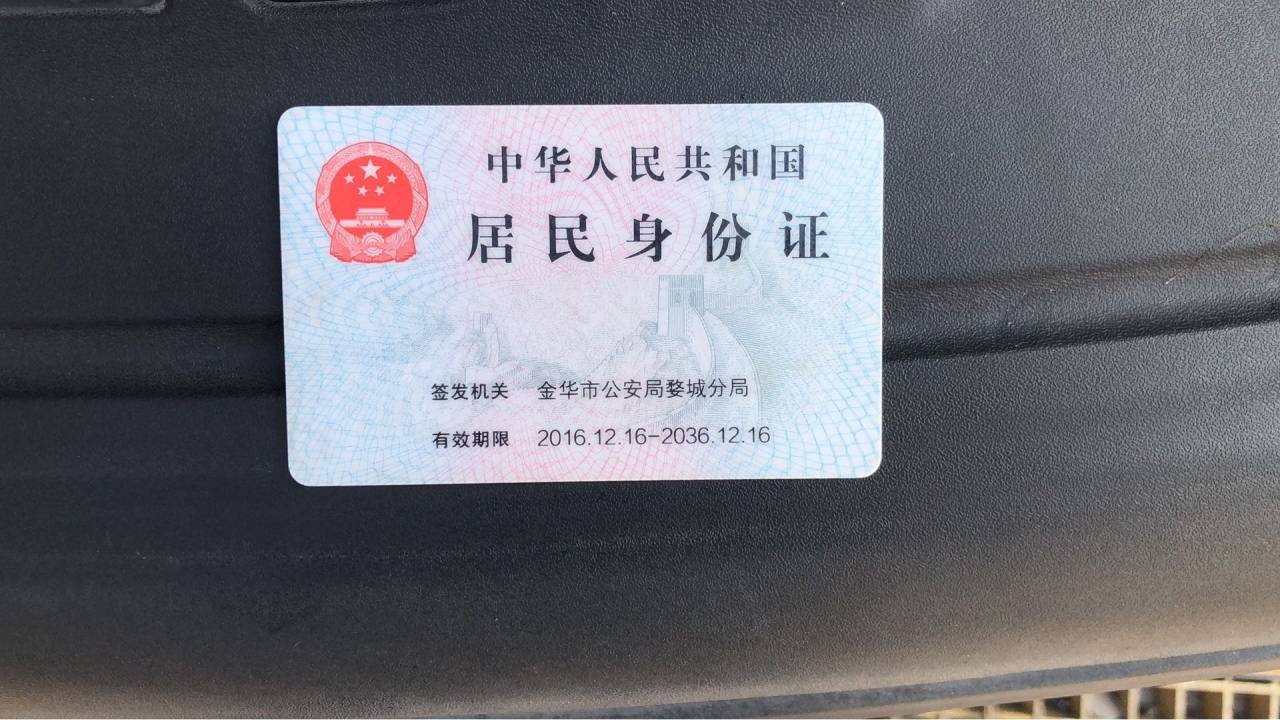 中华人民共和国
居民身份证
签发机关 金华市公安局婺城分局
有效期限 2016.12.16-2036.12.16